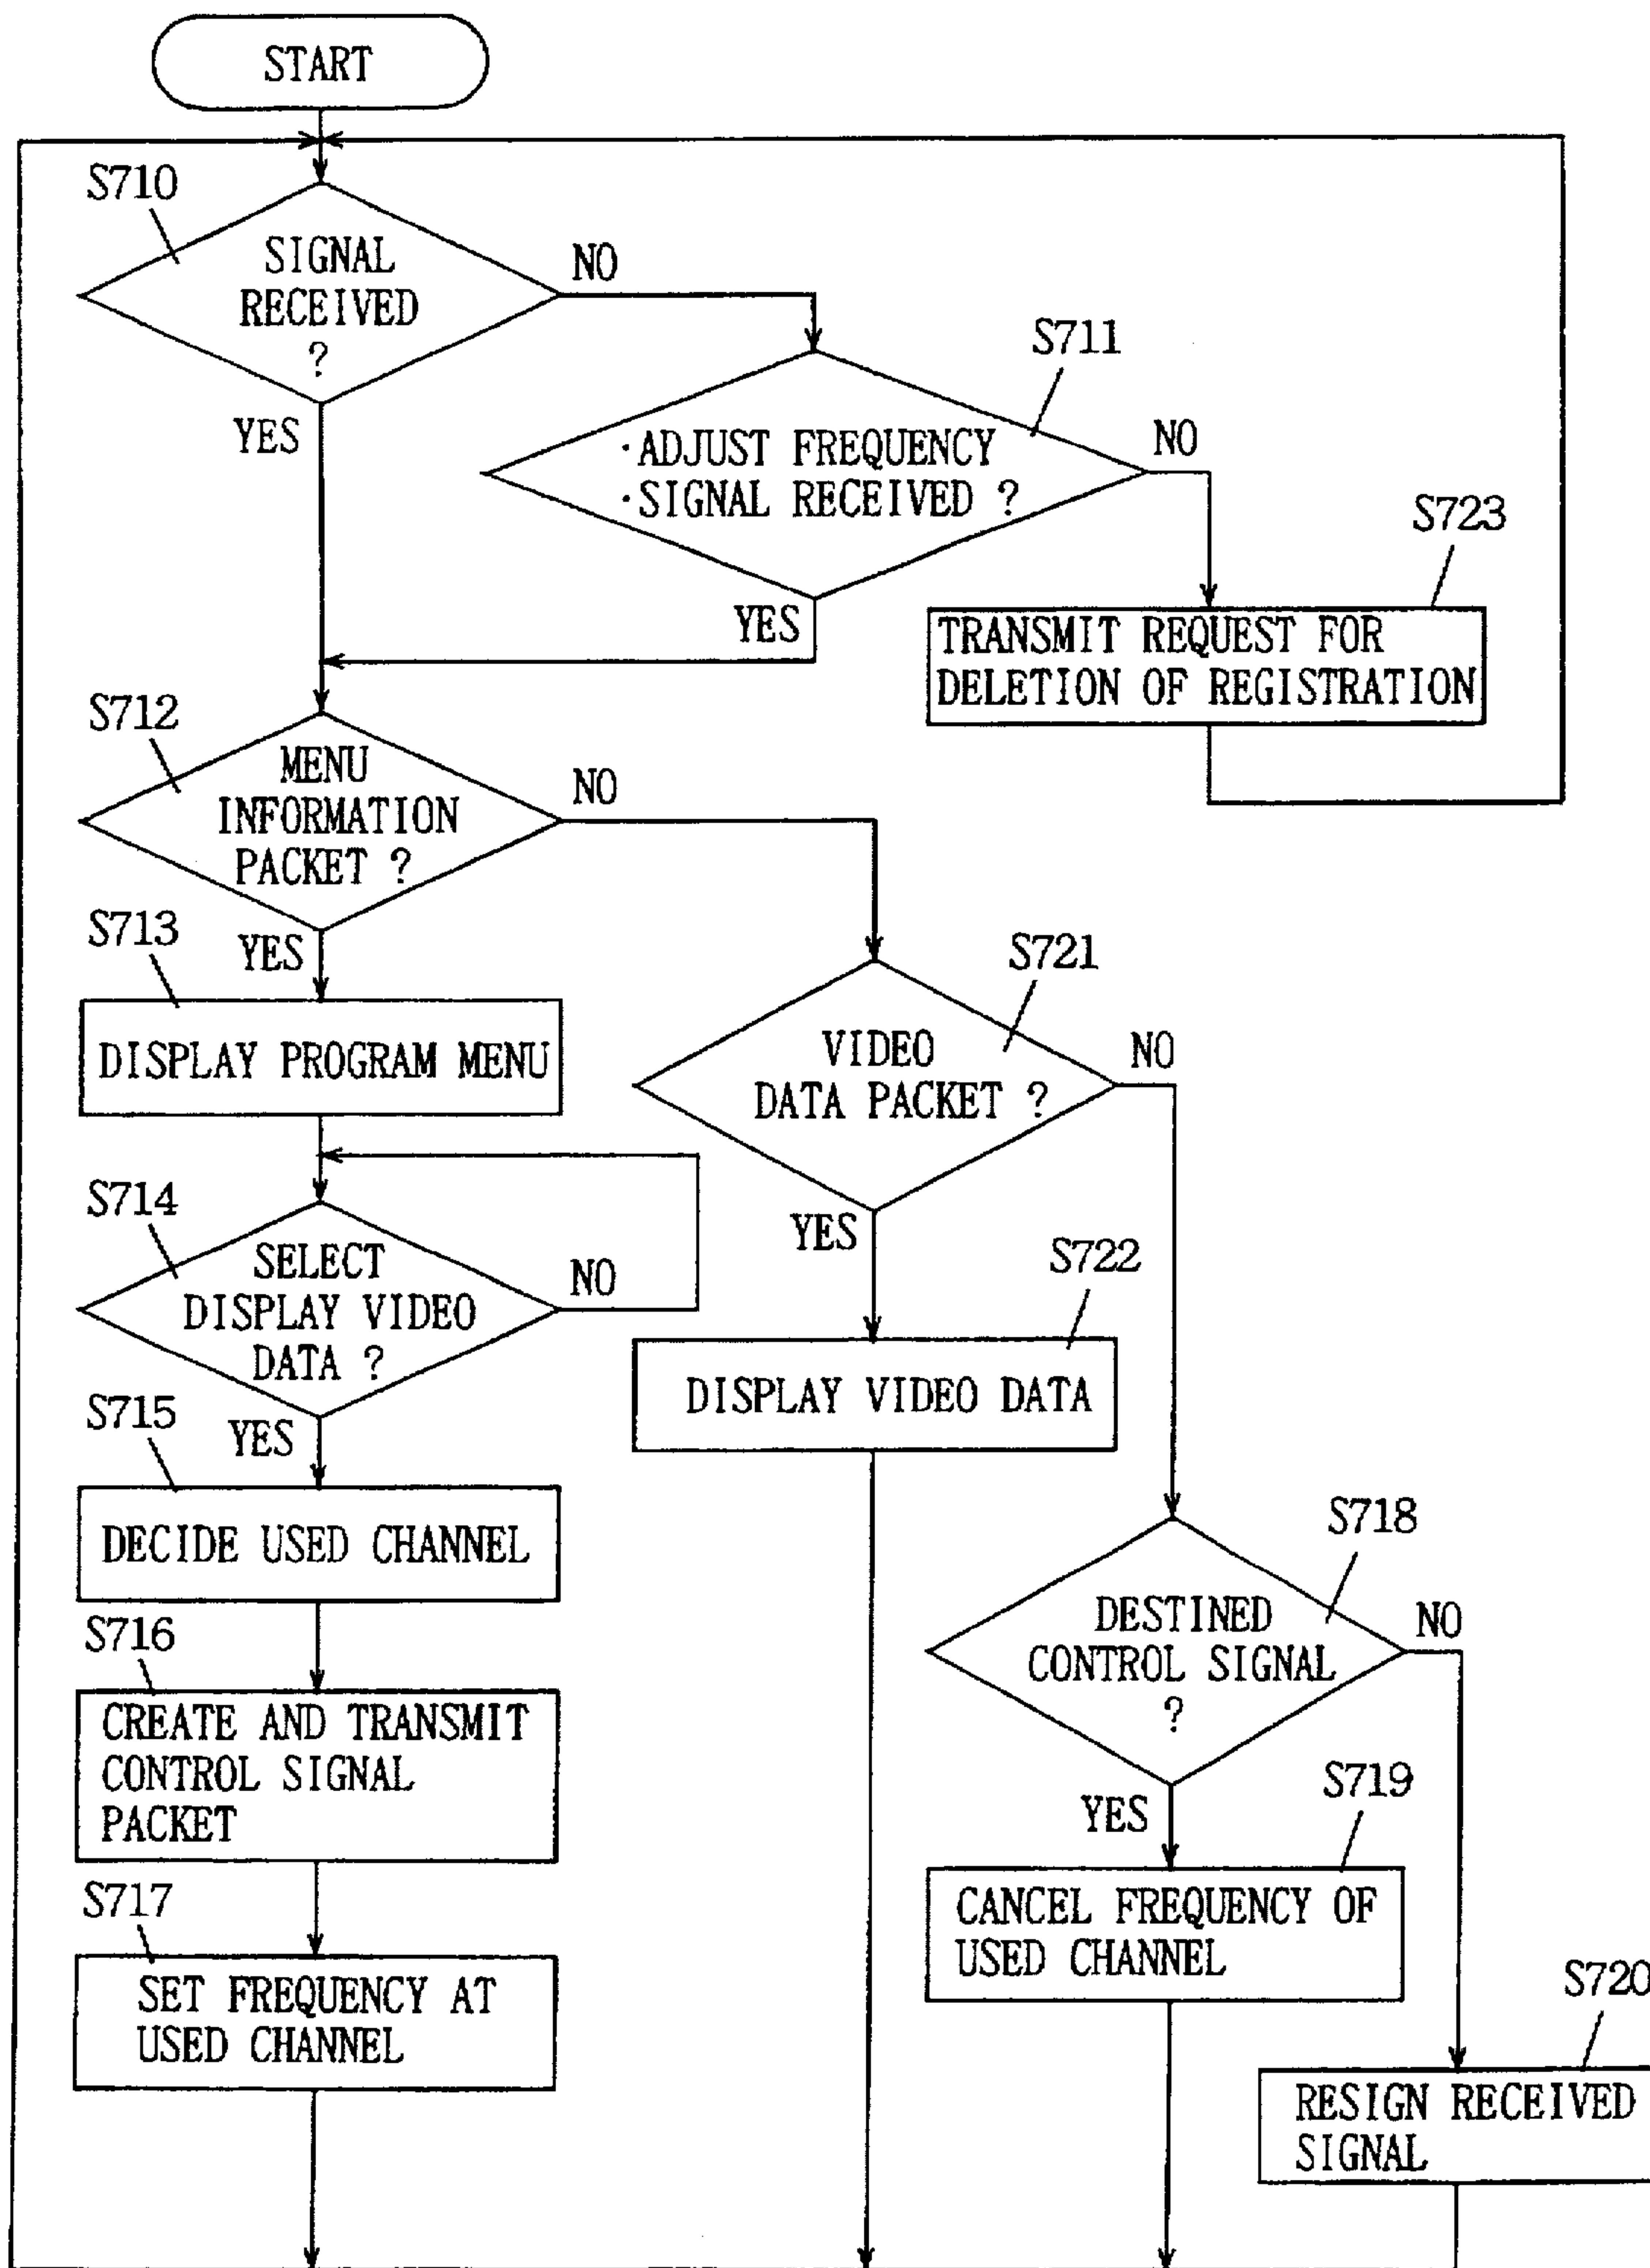 START
S710
SIGNAL
RECEIVED
?
NO
YES
S711
·ADJUST FREQUENCY
·SIGNAL RECEIVED ?
NO
YES
S723
TRANSMIT REQUEST FOR
DELETION OF REGISTRATION
S712
MENU
INFORMATION
PACKET ?
NO
YES
S713
DISPLAY PROGRAM MENU
S714
SELECT
DISPLAY VIDEO
DATA ?
NO
YES
S715
DECIDE USED CHANNEL
S716
CREATE AND TRANSMIT
CONTROL SIGNAL
PACKET
S717
SET FREQUENCY AT
USED CHANNEL
S721
VIDEO
DATA PACKET ?
NO
YES
S722
DISPLAY VIDEO DATA
S718
DESTINED
CONTROL SIGNAL
?
NO
YES
S719
CANCEL FREQUENCY OF
USED CHANNEL
S720
RESIGN RECEIVED
SIGNAL